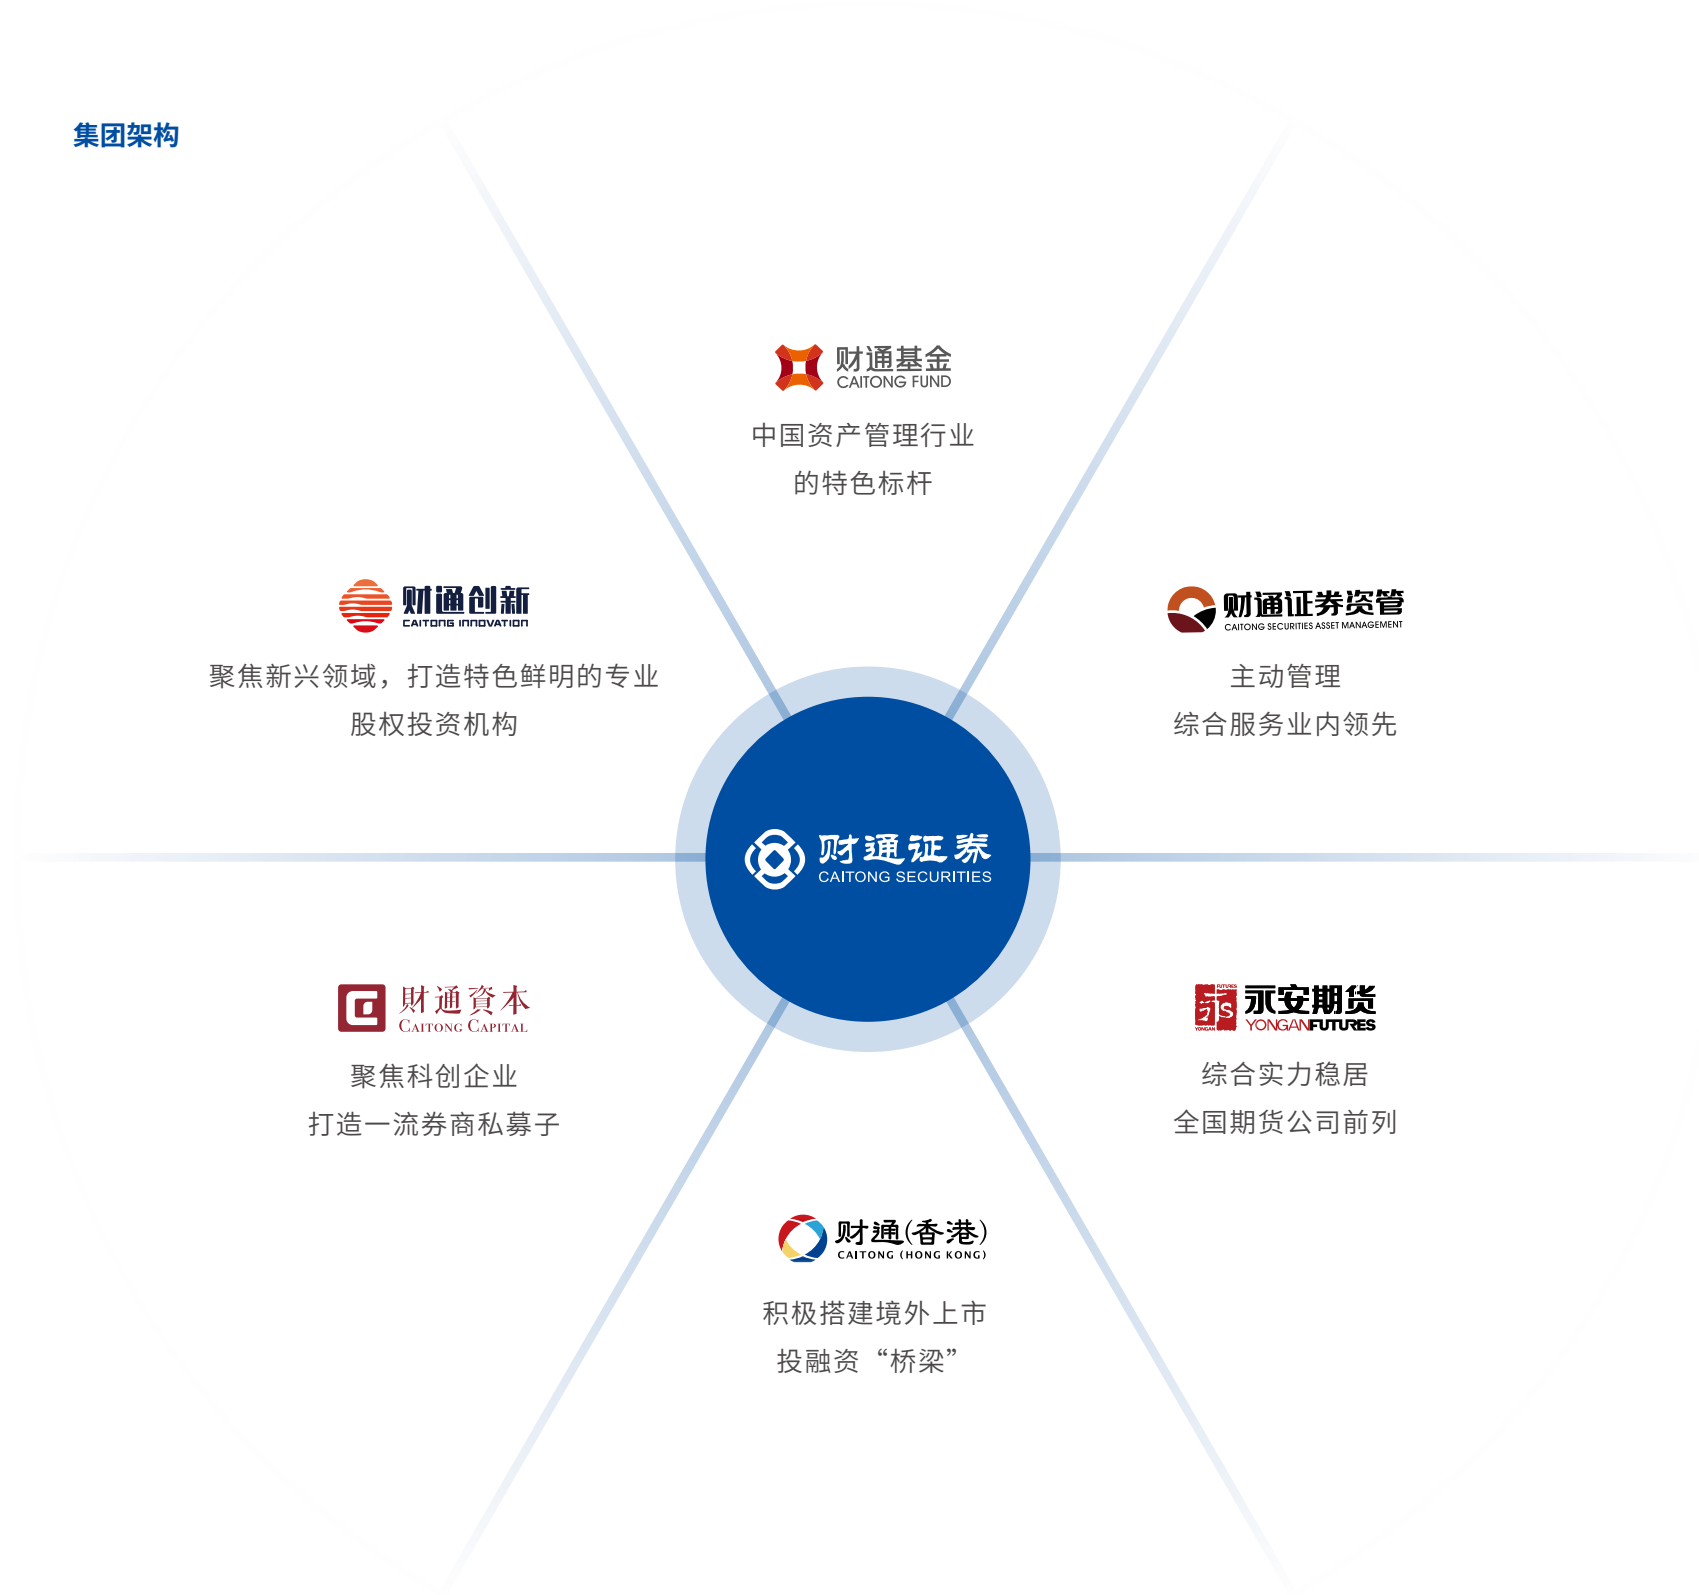 集团架构
财通基金
CAITONG FUND
中国资产管理行业
的特色标杆
财通创新
CAITONG INNOVATION
聚焦新兴领域，打造特色鲜明的专业
股权投资机构
财通证券资管
CAITONG SECURITIES ASSET MANAGEMENT
主动管理
综合服务业内领先
财通证券
CAITONG SECURITIES
財通資本
CAITONG CAPITAL
聚焦科创企业
打造一流券商私募子
FUTURES
YONGAN
永安期货
YONGANFUTURES
综合实力稳居
全国期货公司前列
财通(香港)
CAITONG (HONG KONG)
积极搭建境外上市
投融资“桥梁”